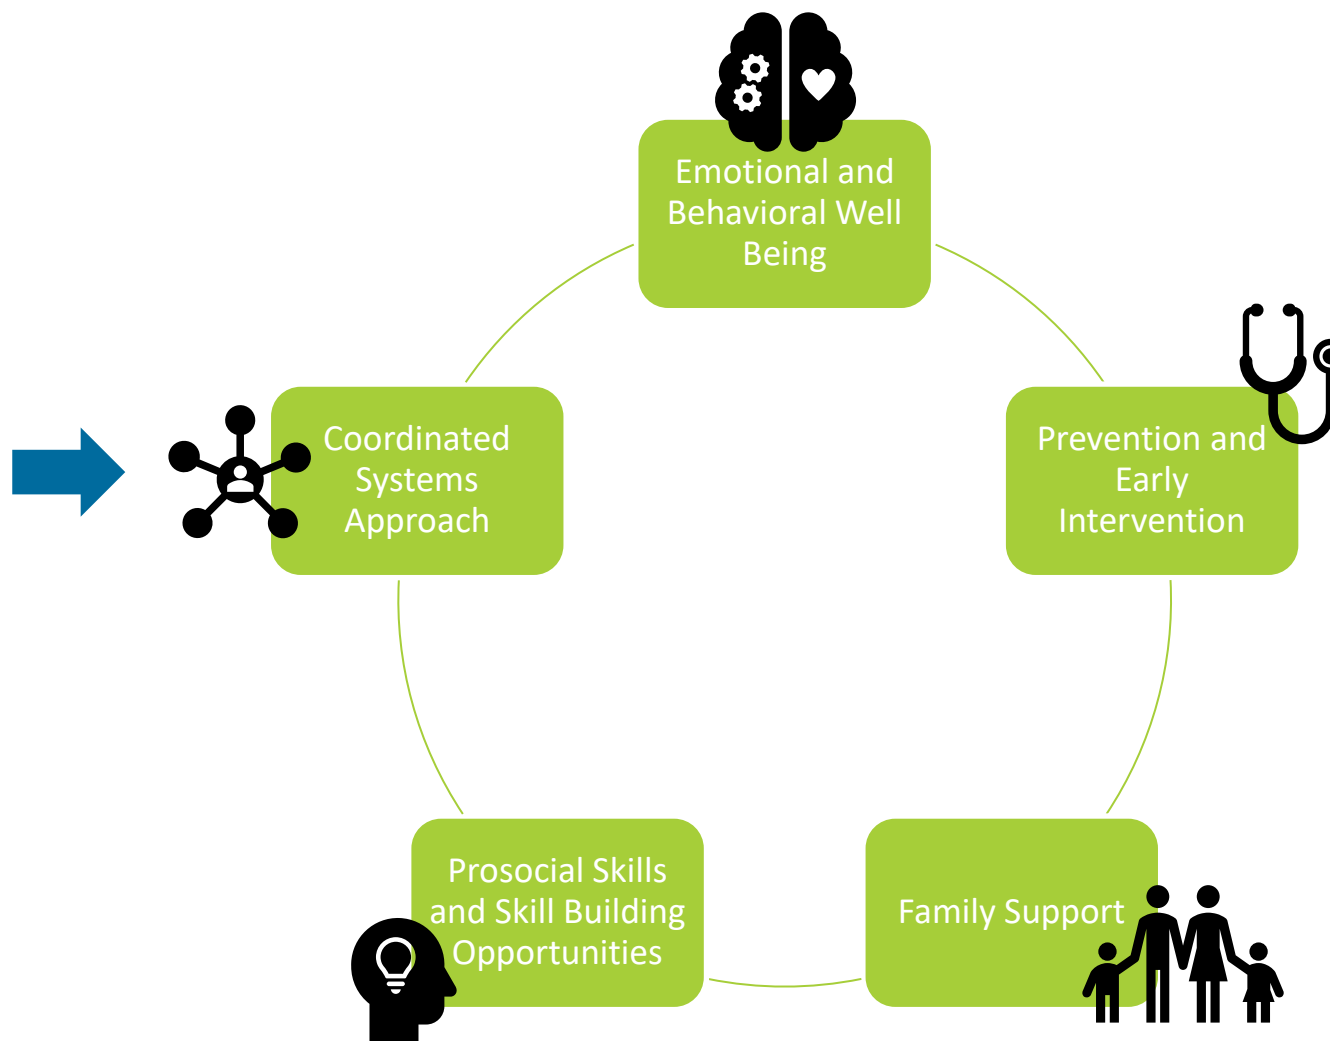 Emotional and
Behavioral Well
Being
Coordinated
Systems
Approach
Prevention and
Early
Intervention
Prosocial Skills
and Skill Building
Opportunities
Family Support